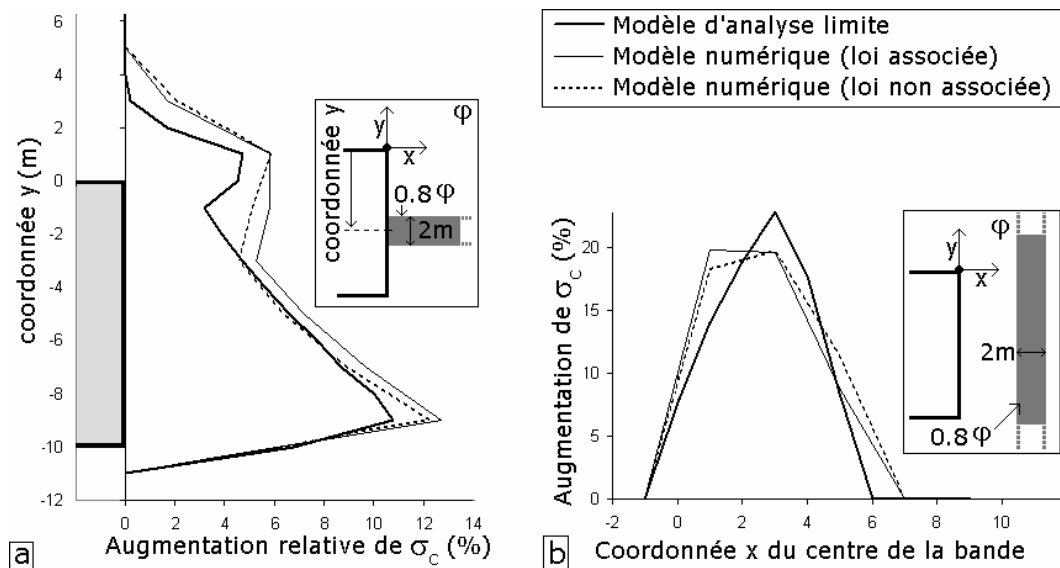 Modèle d'analyse limite
Modèle numérique (loi associée)
Modèle numérique (loi non associée)
coordonnée y (m)
6
4
2
0
-2
-4
-6
-8
-10
-12
0
2
4
6
8
10
12
14
Augmentation relative de σc (%)
a
coordonnée y
y
x
φ
0.8φ
2m
Augmentation de σc (%)
20
15
10
5
0
-2
0
2
4
6
8
10
Coordonnée x du centre de la bande
b
φ
y
x
2m
0.8φ